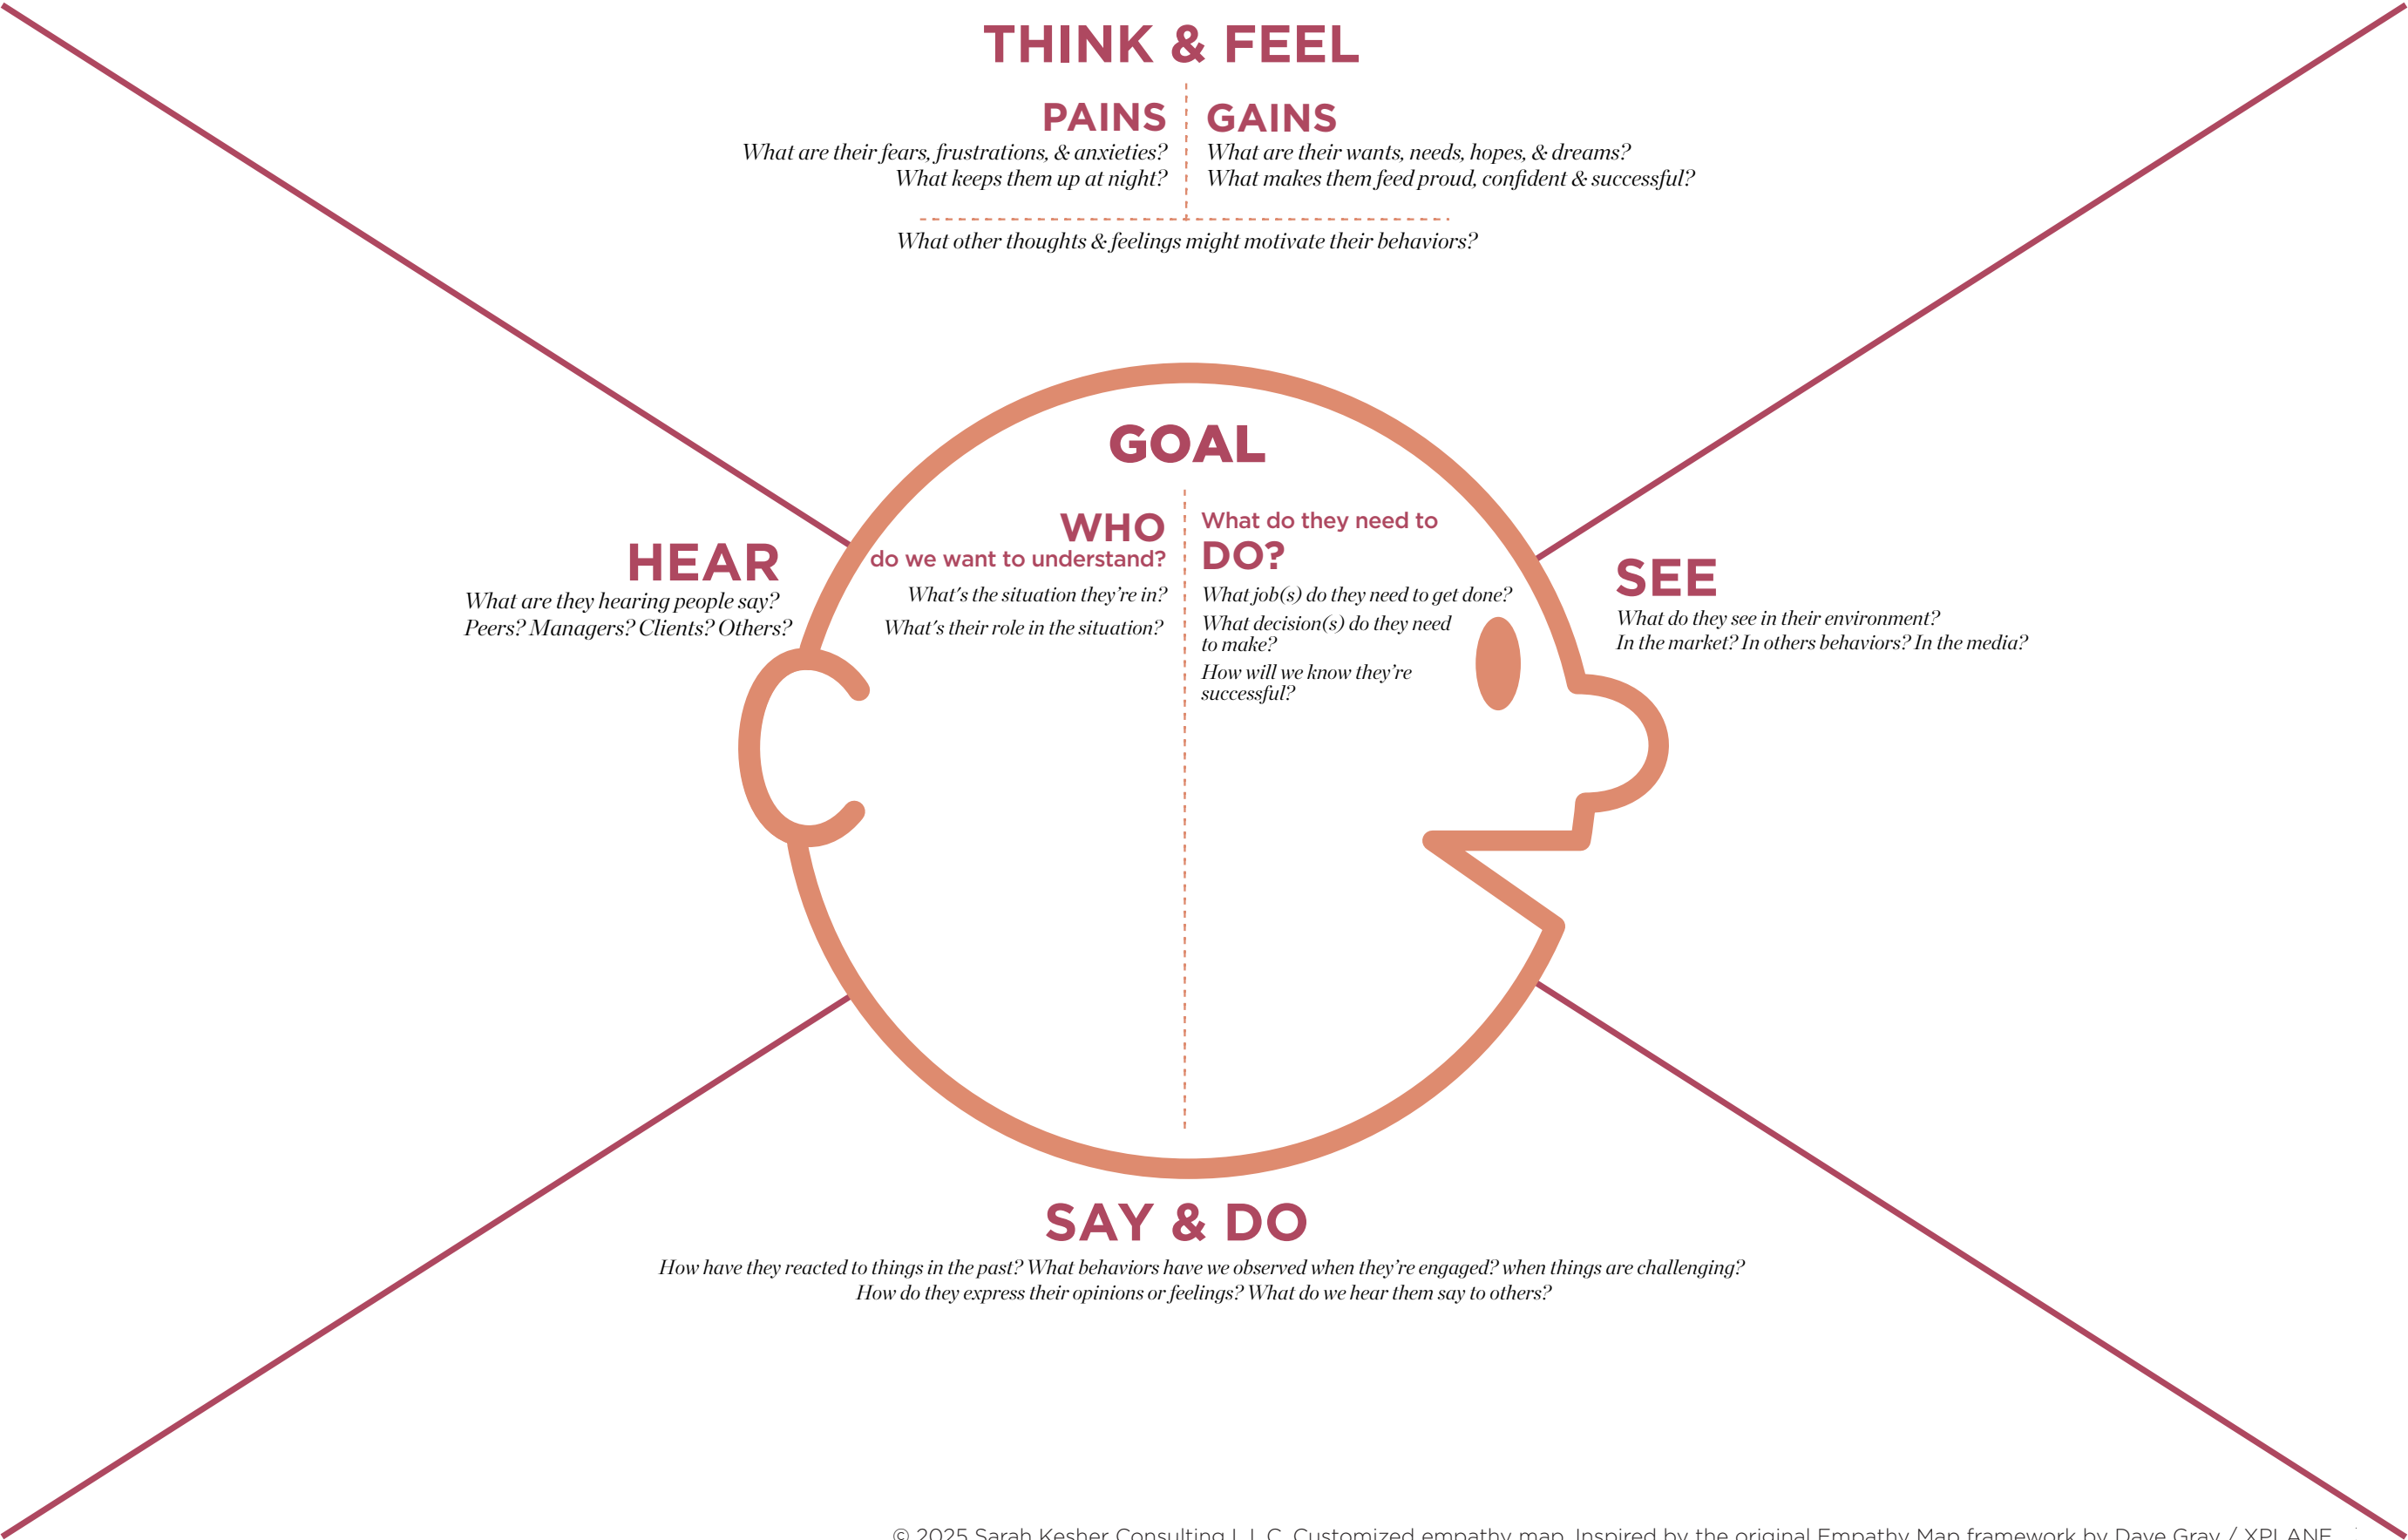 THINK & FEEL
PAINS
What are their fears, frustrations, & anxieties?
What keeps them up at night?
GAINS
What are their wants, needs, hopes, & dreams?
What makes them feed proud, confident & successful?
What other thoughts & feelings might motivate their behaviors?
GOAL
WHO
do we want to understand?
What's the situation they're in?
What's their role in the situation?
What do they need to
DO?
What job(s) do they need to get done?
What decision(s) do they need
to make?
How will we know they're
successful?
HEAR
What are they hearing people say?
Peers? Managers? Clients? Others?
SEE
What do they see in their environment?
In the market? In others behaviors? In the media?
SAY & DO
How have they reacted to things in the past? What behaviors have we observed when they're engaged? when things are challenging?
How do they express their opinions or feelings? What do we hear them say to others?
© 2025 Sarah Kesher Consulting L.L.C. Customized empathy map. Inspired by the original Empathy Map framework by Dave Gray / XPLANE.